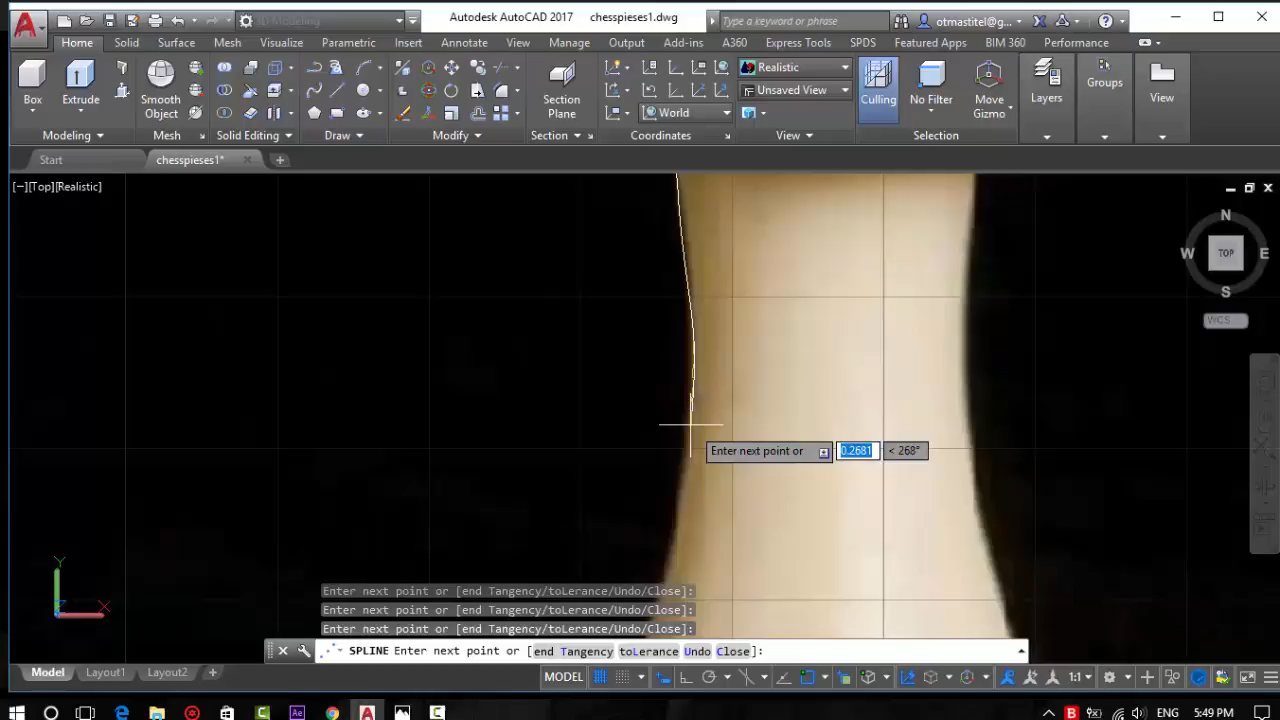 3D Modeling
Autodesk AutoCAD 2017 chesspieses1.dwg
Type a keyword or phrase
otmastitel@g...
Home Solid Surface Mesh Visualize Parametric Insert Annotate View Manage Output Add-ins A360 Express Tools SPDS Featured Apps BIM 360 Performance
Realistic
Unsaved View
World
Box
Extrude
Smooth
Object
Section
Plane
Culling
No Filter
Move
Gizmo
Layers
Groups
View
Modeling
Mesh
Solid Editing
Draw
Modify
Section
Coordinates
View
Selection
Start
chesspieses1*
[−][Top][Realistic]
N
W
TOP
E
S
WCS
Enter next point or
0.2681
< 268°
Y
X
Enter next point or [end Tangency/toLerance/Undo/Close]:
Enter next point or [end Tangency/toLerance/Undo/Close]:
Enter next point or [end Tangency/toLerance/Undo/Close]:
SPLINE Enter next point or [end Tangency toLerance Undo Close]:
Model Layout1 Layout2
MODEL
1:1
ENG 5:49 PM